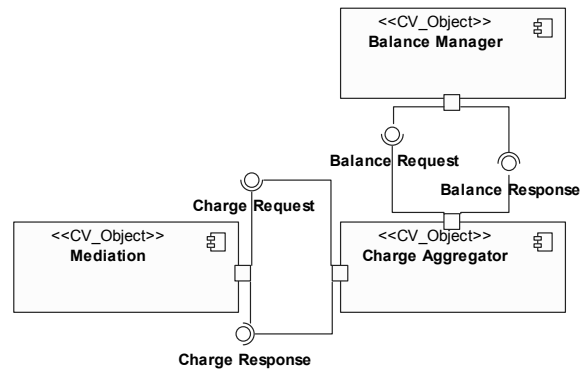 <<CV_Object>>
Balance Manager
Balance Request
Balance Response
Charge Request
<<CV_Object>>
Mediation
<<CV_Object>>
Charge Aggregator
Charge Response